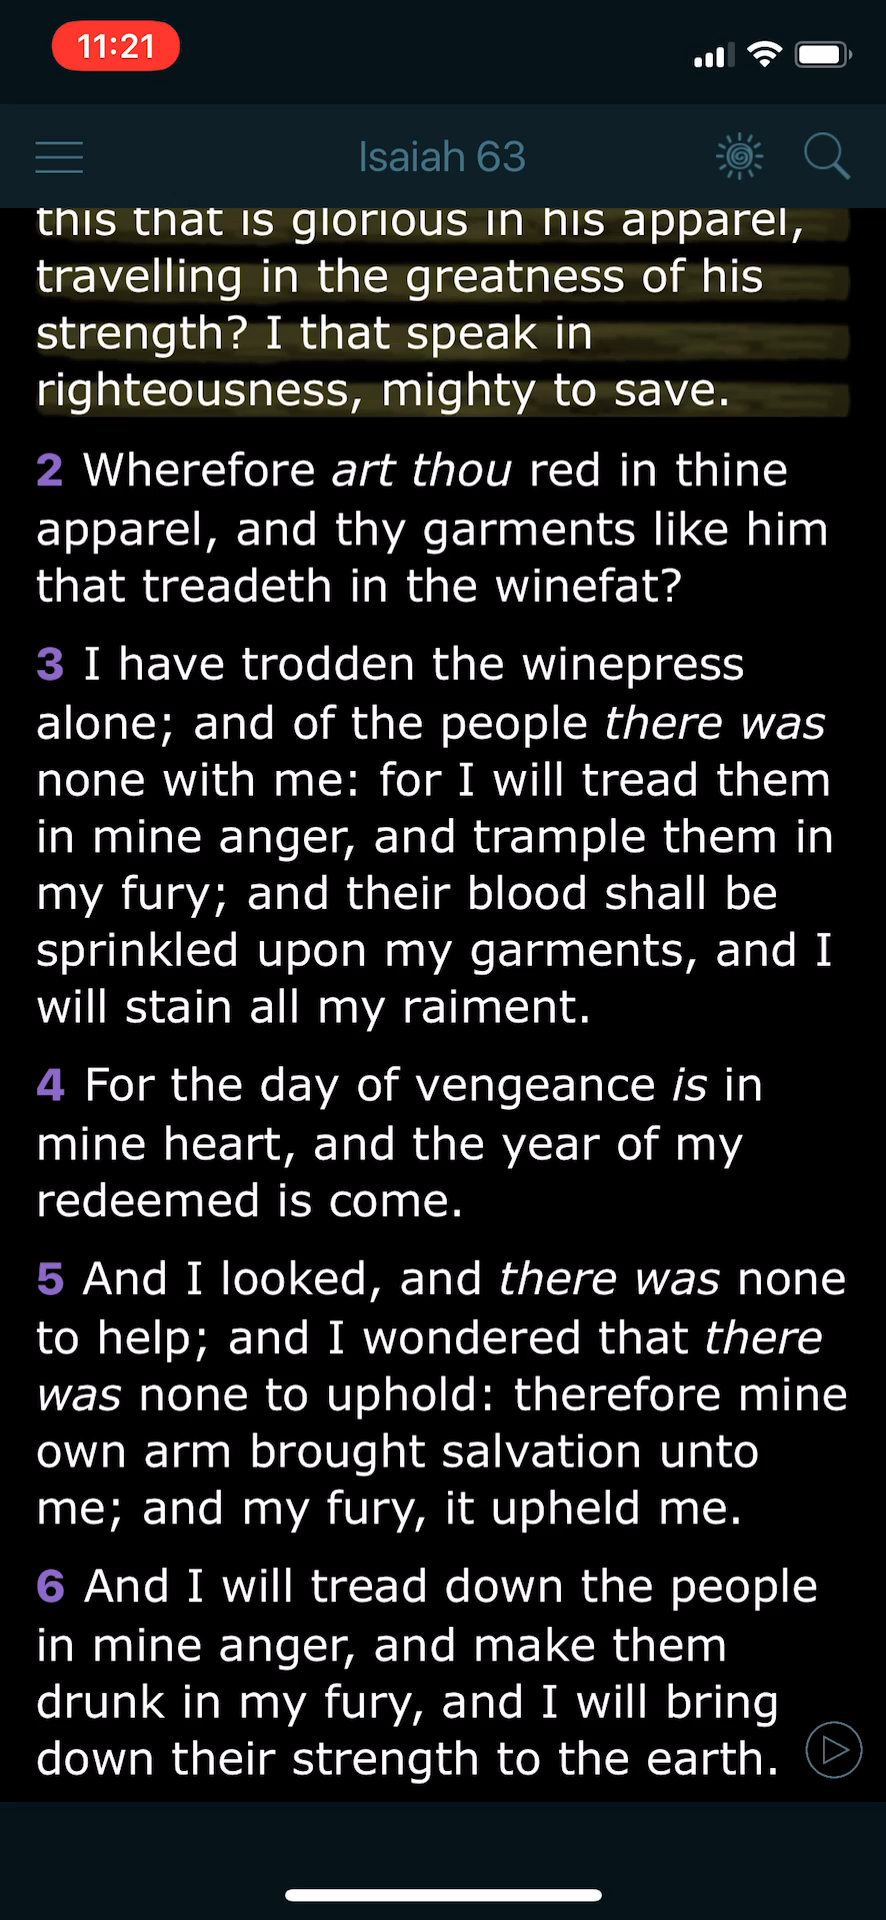 11:21
Isaiah 63
this that is glorious in his apparel,
travelling in the greatness of his
strength? I that speak in
righteousness, mighty to save.
2 Wherefore art thou red in thine
apparel, and thy garments like him
that treadeth in the winefat?
3 I have trodden the winepress
alone; and of the people there was
none with me: for I will tread them
in mine anger, and trample them in
my fury; and their blood shall be
sprinkled upon my garments, and I
will stain all my raiment.
4 For the day of vengeance is in
mine heart, and the year of my
redeemed is come.
5 And I looked, and there was none
to help; and I wondered that there
was none to uphold: therefore mine
own arm brought salvation unto
me; and my fury, it upheld me.
6 And I will tread down the people
in mine anger, and make them
drunk in my fury, and I will bring
down their strength to the earth.